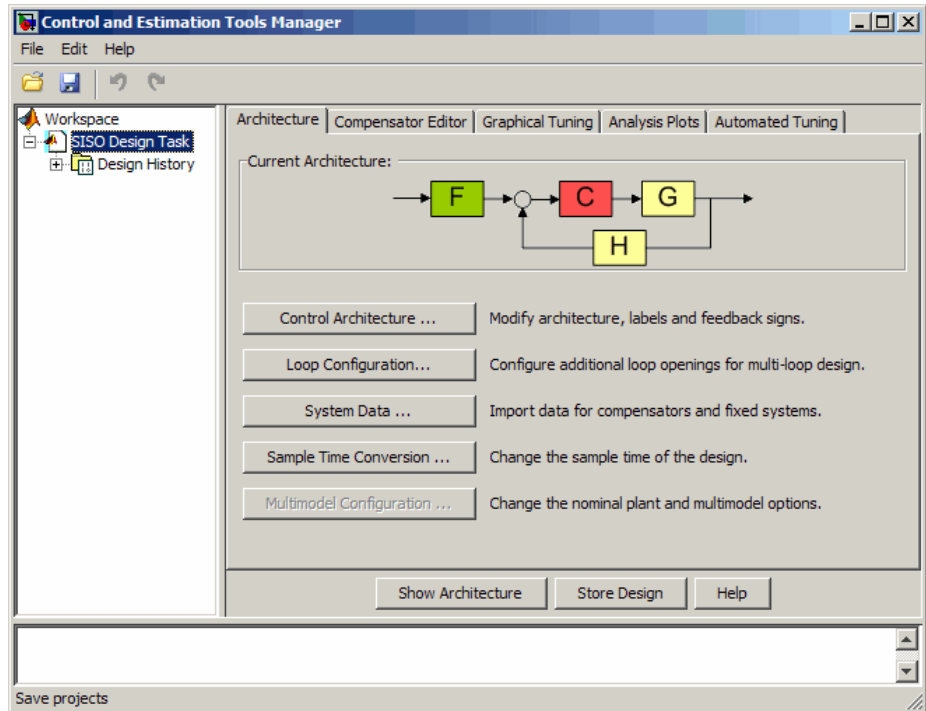 Control and Estimation Tools Manager
File Edit Help
Workspace
SISO Design Task
Design History
Architecture Compensator Editor Graphical Tuning Analysis Plots Automated Tuning
Current Architecture:
F C G
H
Control Architecture ... Modify architecture, labels and feedback signs.
Loop Configuration... Configure additional loop openings for multi-loop design.
System Data ... Import data for compensators and fixed systems.
Sample Time Conversion ... Change the sample time of the design.
Multimodel Configuration ... Change the nominal plant and multimodel options.
Show Architecture Store Design Help
Save projects